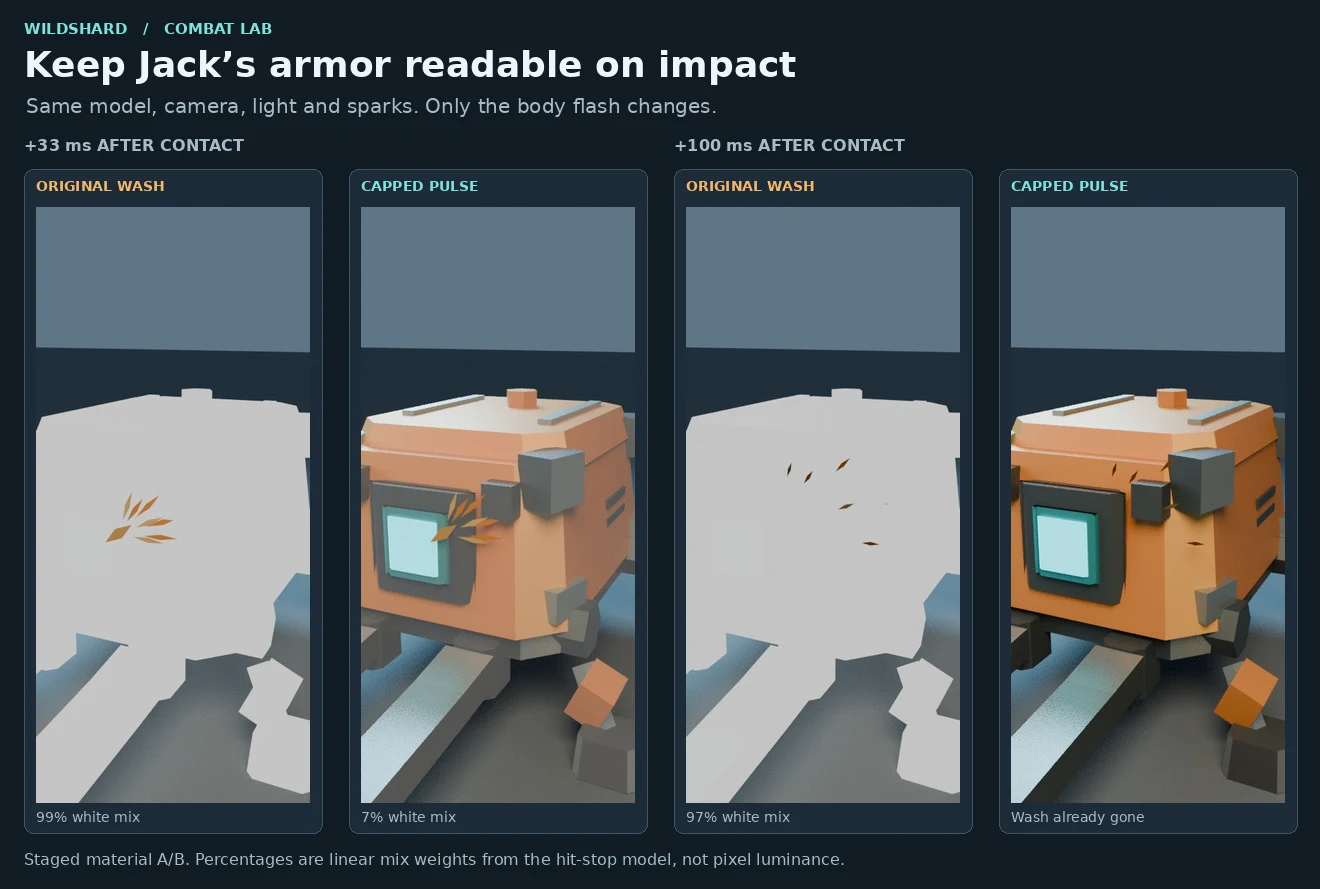 WILDSHARD / COMBAT LAB
Keep Jack’s armor readable on impact
Same model, camera, light and sparks. Only the body flash changes.
+33 ms AFTER CONTACT
+100 ms AFTER CONTACT
ORIGINAL WASH
CAPPED PULSE
ORIGINAL WASH
CAPPED PULSE
99% white mix
7% white mix
97% white mix
Wash already gone
Staged material A/B. Percentages are linear mix weights from the hit-stop model, not pixel luminance.